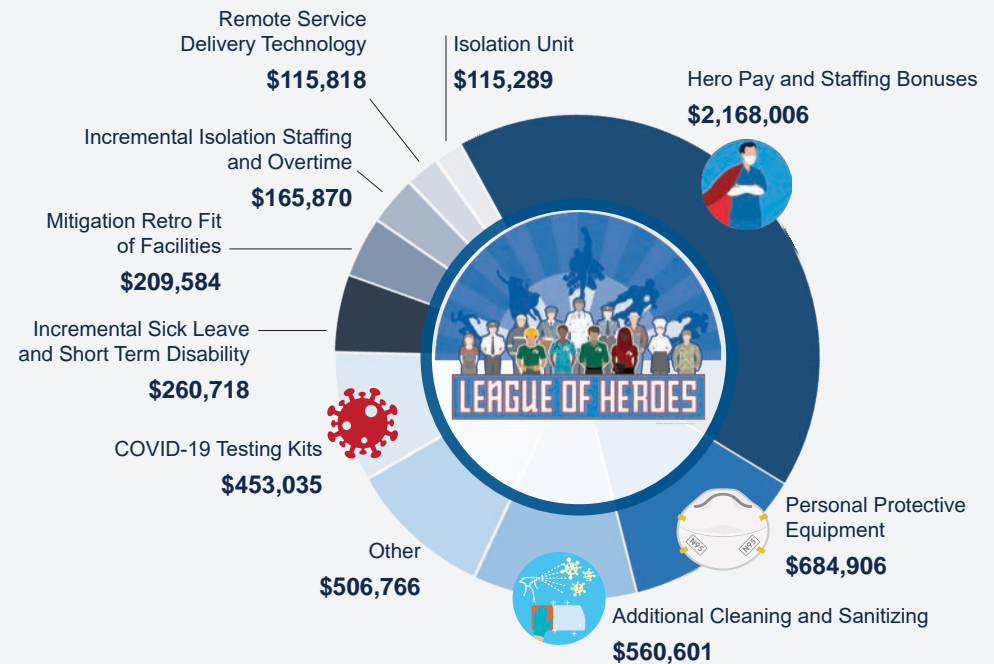 Remote Service
Delivery Technology
$115,818
Isolation Unit
$115,289
Hero Pay and Staffing Bonuses
$2,168,006
Incremental Isolation Staffing
and Overtime
$165,870
Mitigation Retro Fit
of Facilities
$209,584
Incremental Sick Leave
and Short Term Disability
$260,718
LEAGUE OF HEROES
COVID-19 Testing Kits
$453,035
Other
$506,766
N95
N95
Personal Protective
Equipment
$684,906
Additional Cleaning and Sanitizing
$560,601